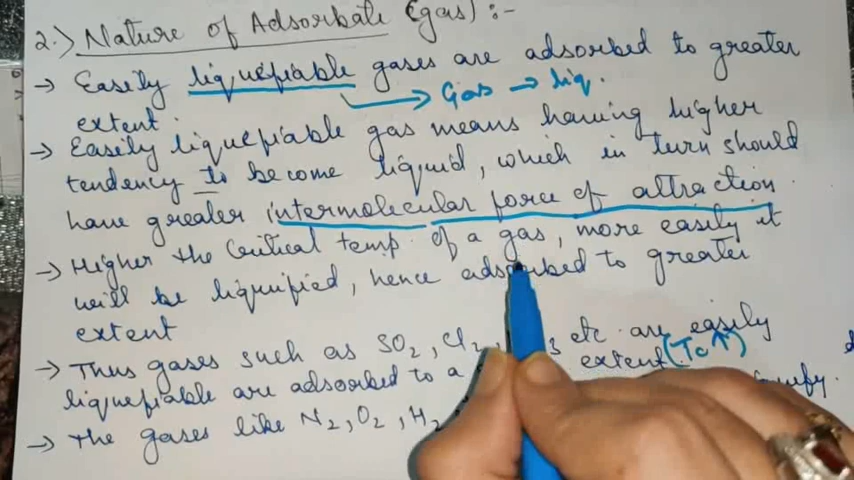 2.) Nature of Adsorbate (gas) :-
→ Easily liquefiable gases are adsorbed to greater
extent.
→ Gas → liq.
→ Easily liquefiable gas means having higher
tendency to become liquid, which in turn should
have greater intermolecular force of attraction.
→ Higher the Critical temp. of a gas, more easily it
will be liquified, hence adsorbed to greater
extent
→ Thus gases such as SO2, Cl2, 3 etc. are easily
liquefiable are adsorbed to a extent (Tc↑)
→ The gases like N2, O2, H2